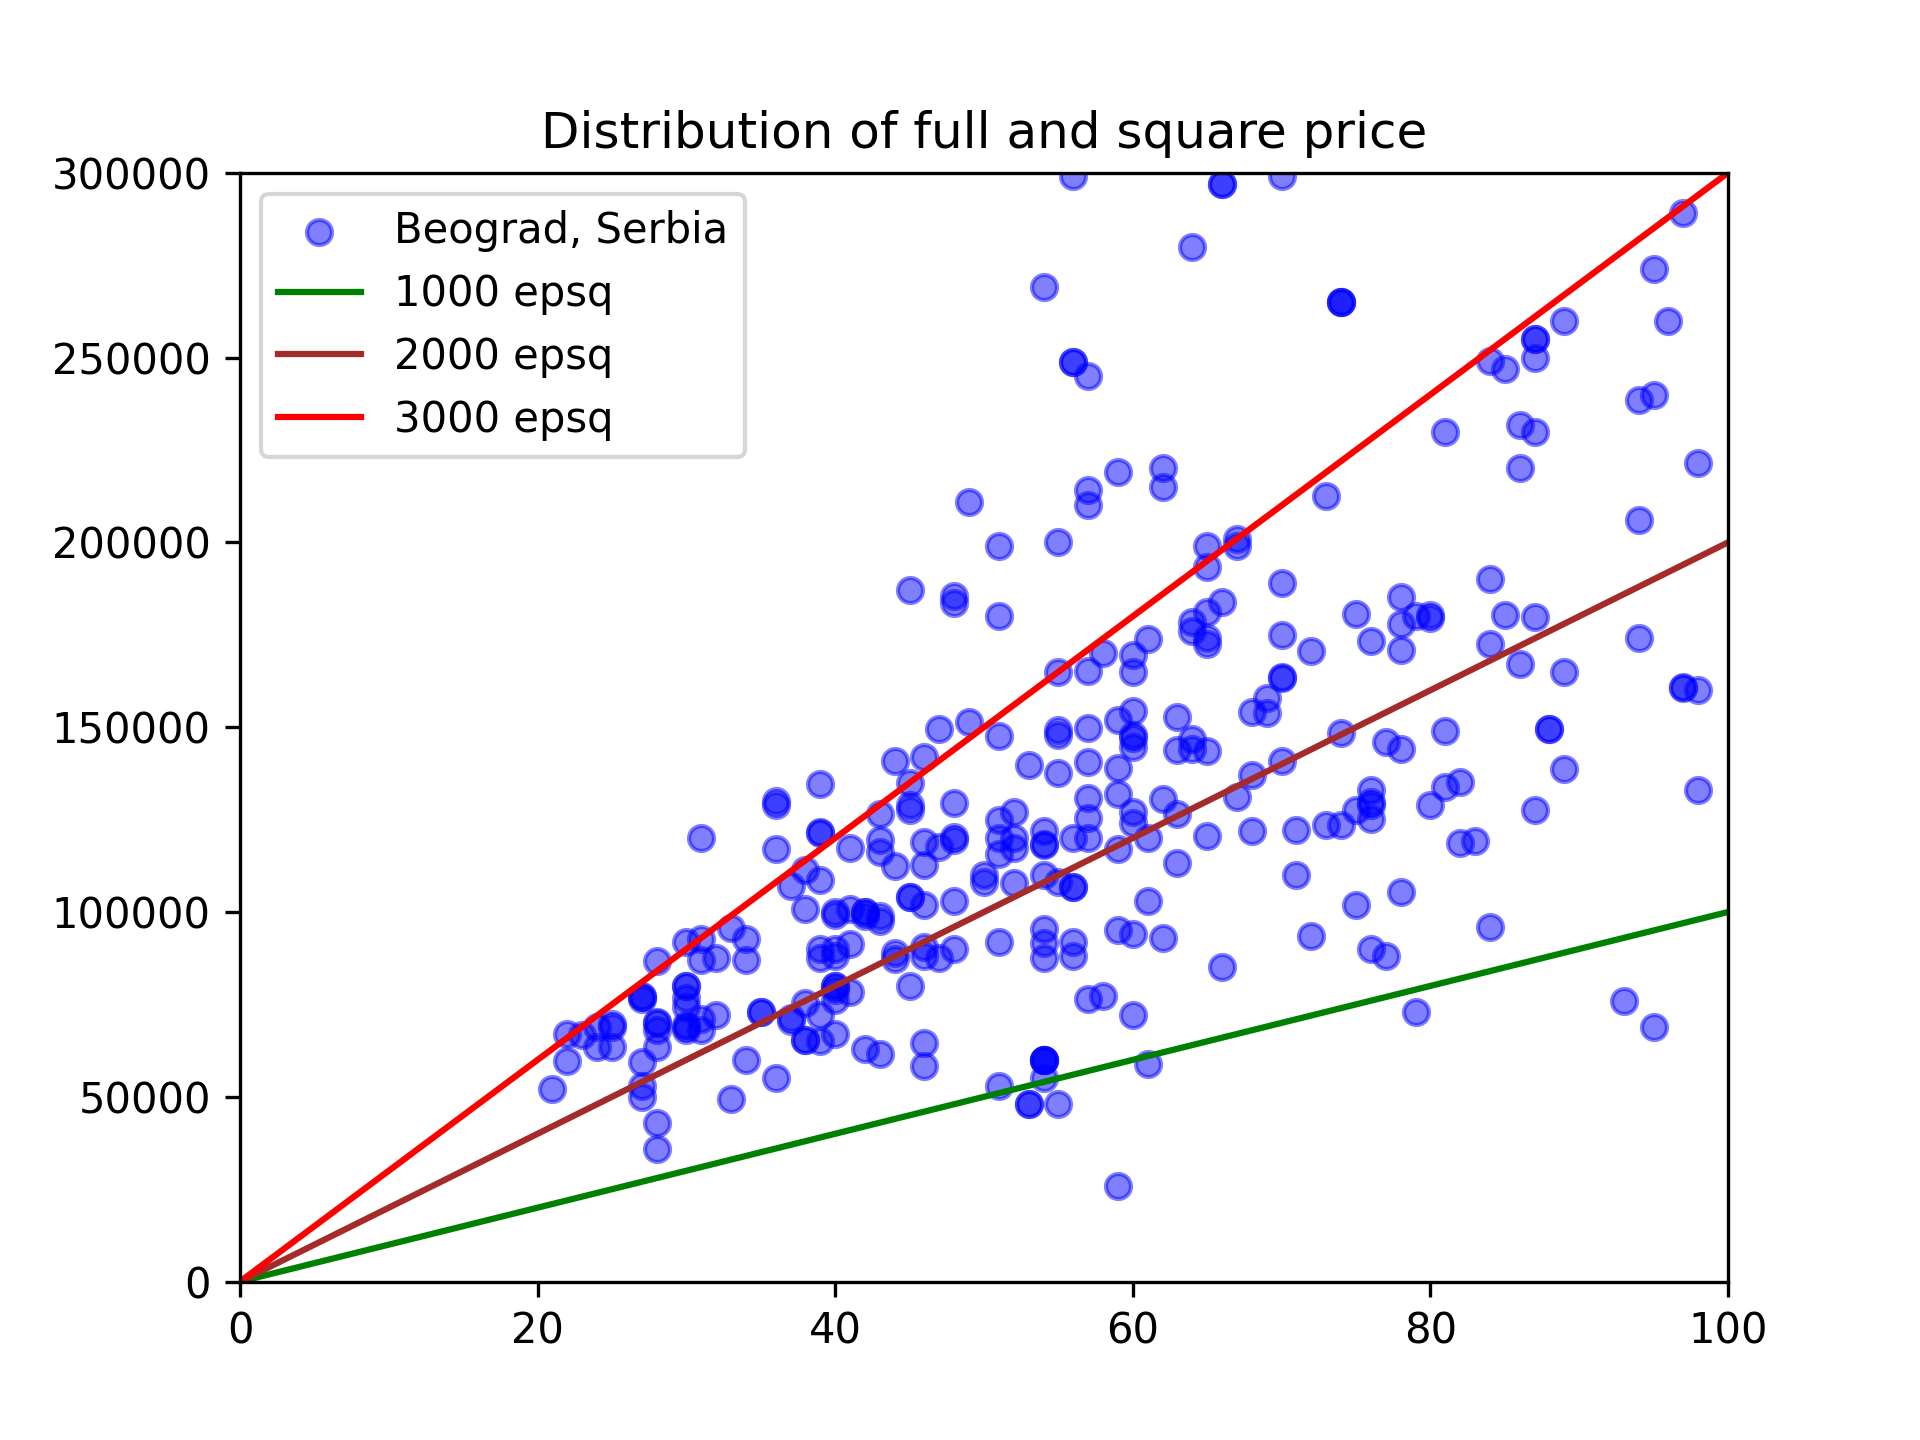 Distribution of full and square price
300000
250000
200000
150000
100000
50000
0
Beograd, Serbia
1000 epsq
2000 epsq
3000 epsq
0 20 40 60 80 100